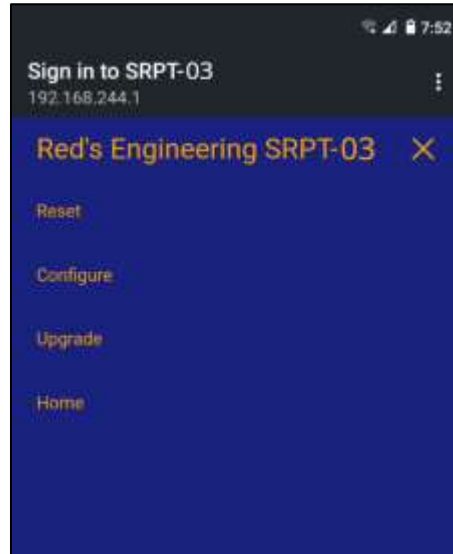 7:52
Sign in to SRPT-03
192.168.244.1
Red's Engineering SRPT-03
Reset
Configure
Upgrade
Home